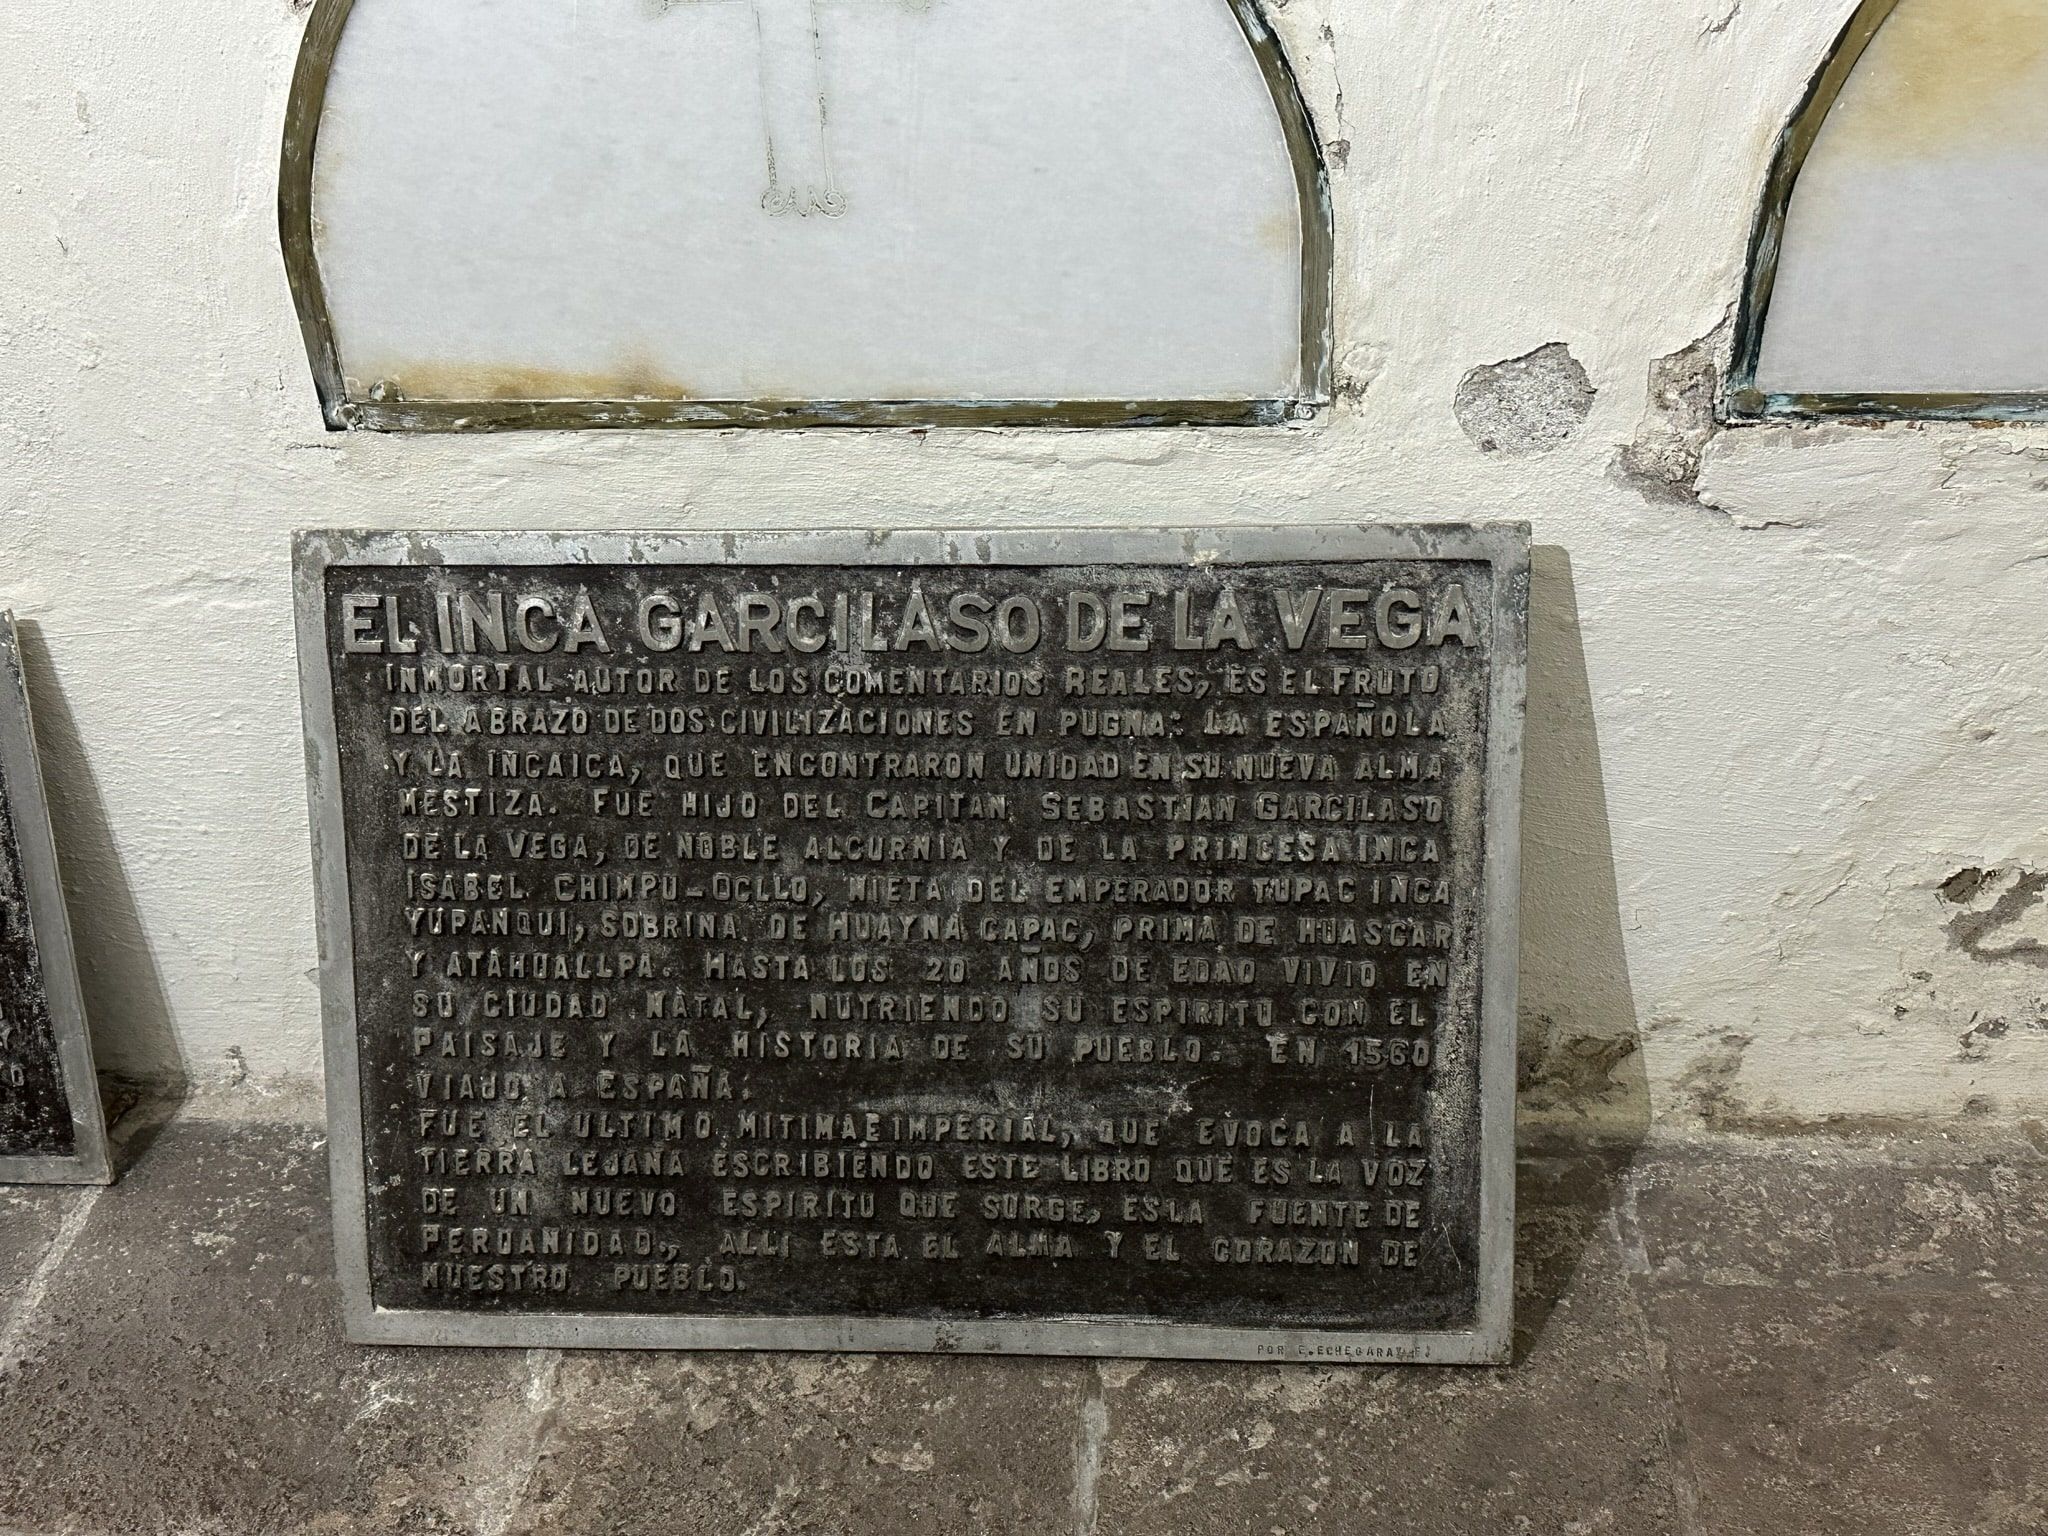 EL INCA GARCILASO DE LA VEGA
INMORTAL AUTOR DE LOS COMENTARIOS REALES, ES EL FRUTO
DEL ABRAZO DE DOS CIVILIZACIONES EN PUGNA: LA ESPAÑOLA
Y LA INCAICA, QUE ENCONTRARON UNIDAD EN SU NUEVA ALMA
MESTIZA. FUE HIJO DEL CAPITAN SEBASTIAN GARCILASO
DE LA VEGA, DE NOBLE ALCURNIA Y DE LA PRINCESA INCA
ISABEL CHIMPU-OCLLO, NIETA DEL EMPERADOR TUPAC INCA
YUPANQUI, SOBRINA DE HUAYNA CAPAC, PRIMA DE HUASCAR
Y ATAHUALLPA. HASTA LOS 20 AÑOS DE EDAD VIVIO EN
SU CIUDAD NATAL, NUTRIENDO SU ESPIRITU CON EL
PAISAJE Y LA HISTORIA DE SU PUEBLO. EN 1560
VIAJO A ESPAÑA.
FUE EL ULTIMO MITIMAE IMPERIAL, QUE EVOCA A LA
TIERRA LEJANA ESCRIBIENDO ESTE LIBRO QUE ES LA VOZ
DE UN NUEVO ESPIRITU QUE SURGE, ES LA FUENTE DE
PERUANIDAD., ALLI ESTA EL ALMA Y EL CORAZON DE
NUESTRO PUEBLO.
POR E. ECHEGARAY F.